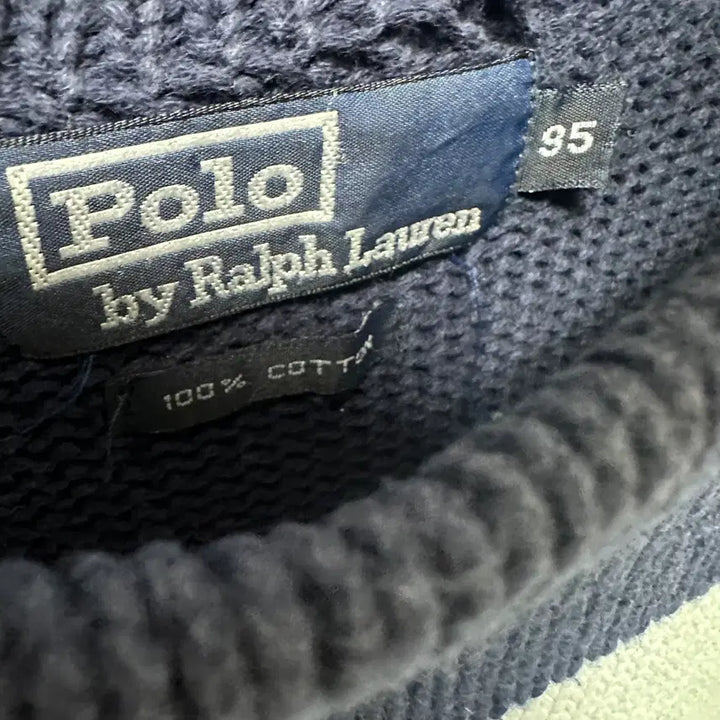 Polo
by Ralph Lauren
95
100% COTTON